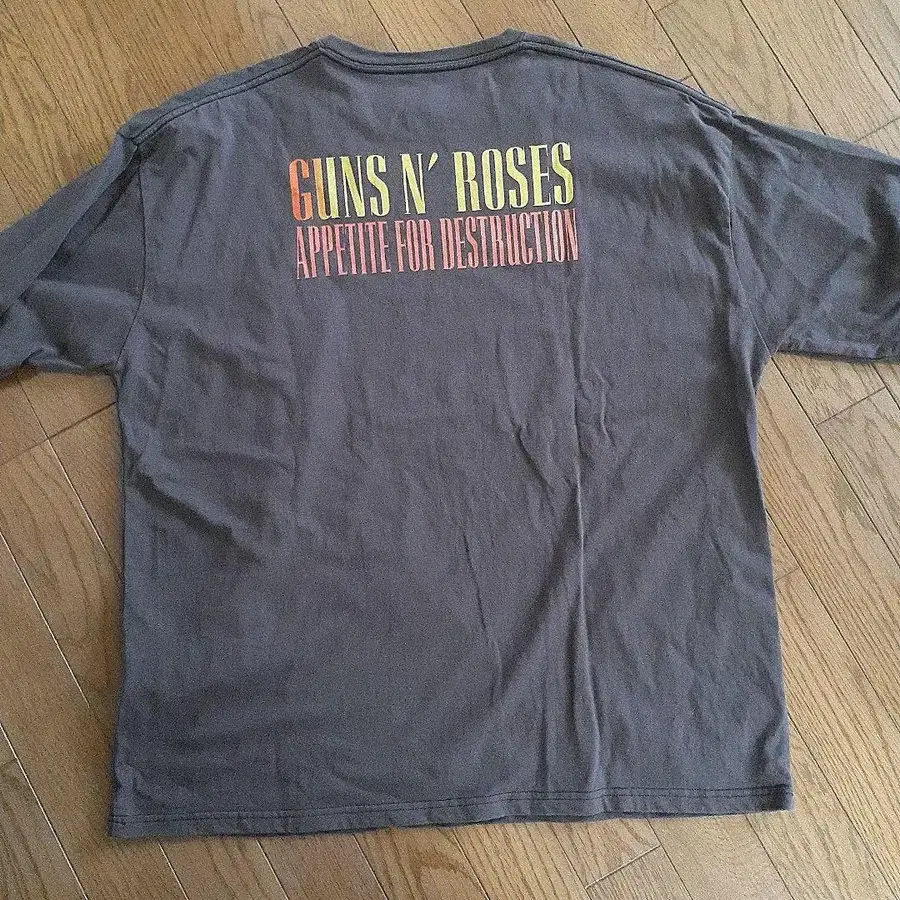 GUNS N' ROSES
APPETITE FOR DESTRUCTION